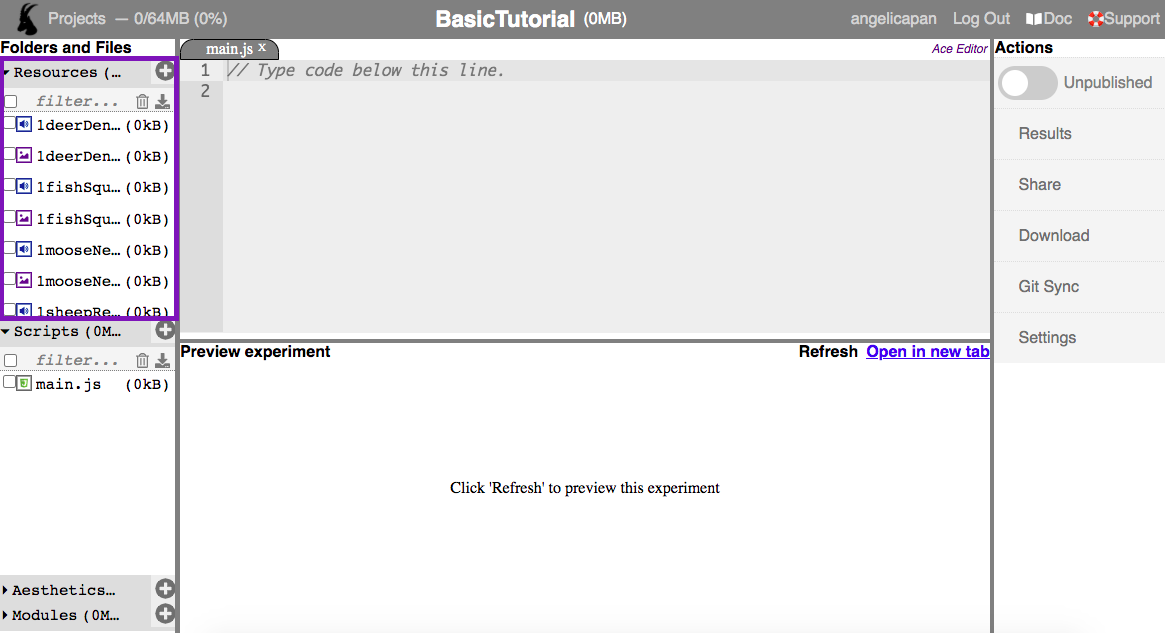 Projects — 0/64MB (0%) BasicTutorial (0MB) angelicapan Log Out Doc Support
Folders and Files
Resources (…
filter...
1deerDen… (0kB)
1deerDen… (0kB)
1fishSqu… (0kB)
1fishSqu… (0kB)
1mooseNe… (0kB)
1mooseNe… (0kB)
1sheepRe… (0kB)
Scripts (0M…
filter...
main.js (0kB)
Aesthetics…
Modules (0M…
main.js x
Ace Editor
1 // Type code below this line.
2
Preview experiment Refresh Open in new tab
Click 'Refresh' to preview this experiment
Actions
Unpublished
Results
Share
Download
Git Sync
Settings